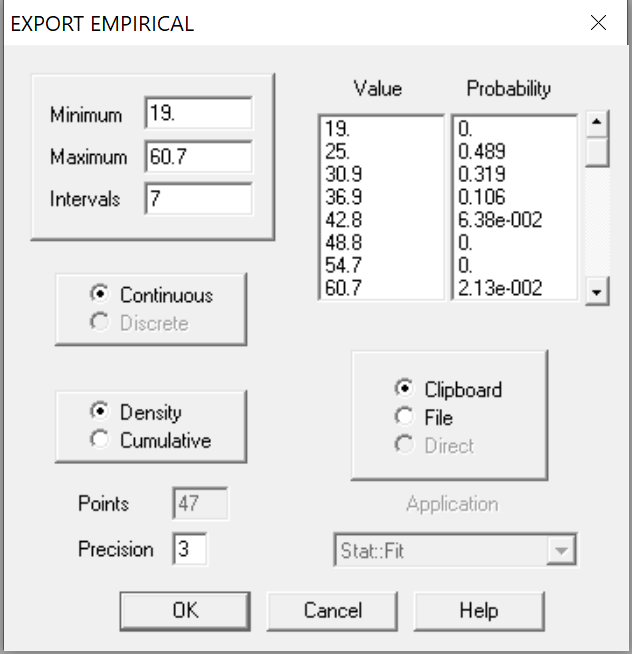 EXPORT EMPIRICAL
Minimum 19.
Maximum 60.7
Intervals 7
Value Probability
19. 0.
25. 0.489
30.9 0.319
36.9 0.106
42.8 6.38e-002
48.8 0.
54.7 0.
60.7 2.13e-002
Continuous
Discrete
Density
Cumulative
Clipboard
File
Direct
Points 47
Precision 3
Application
Stat::Fit
OK Cancel Help